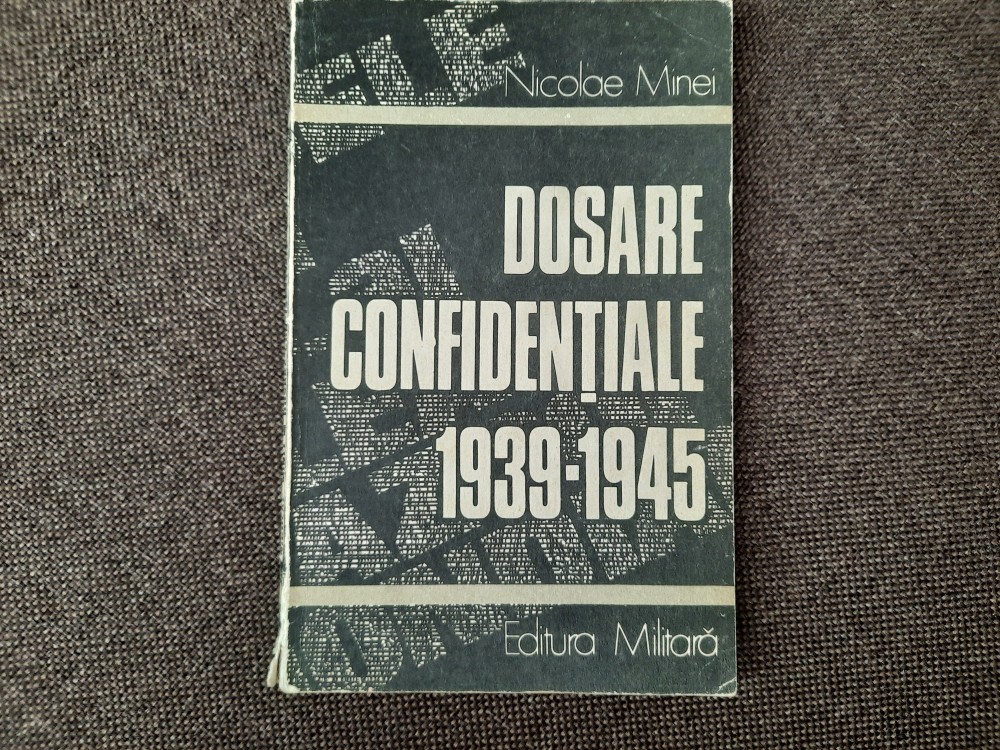 Nicolae Minei
DOSARE
CONFIDENȚIALE
1939-1945
Editura Militară